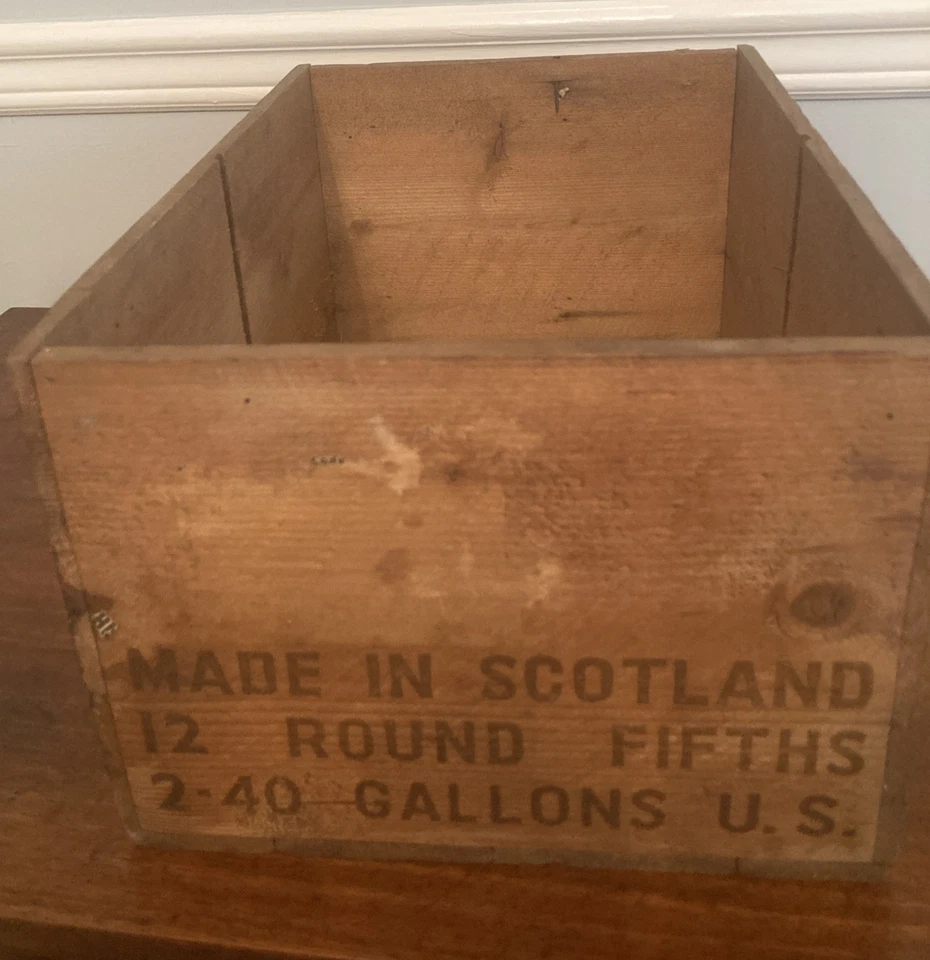 MADE IN SCOTLAND
12 ROUND FIFTHS
2-40 GALLONS U.S.